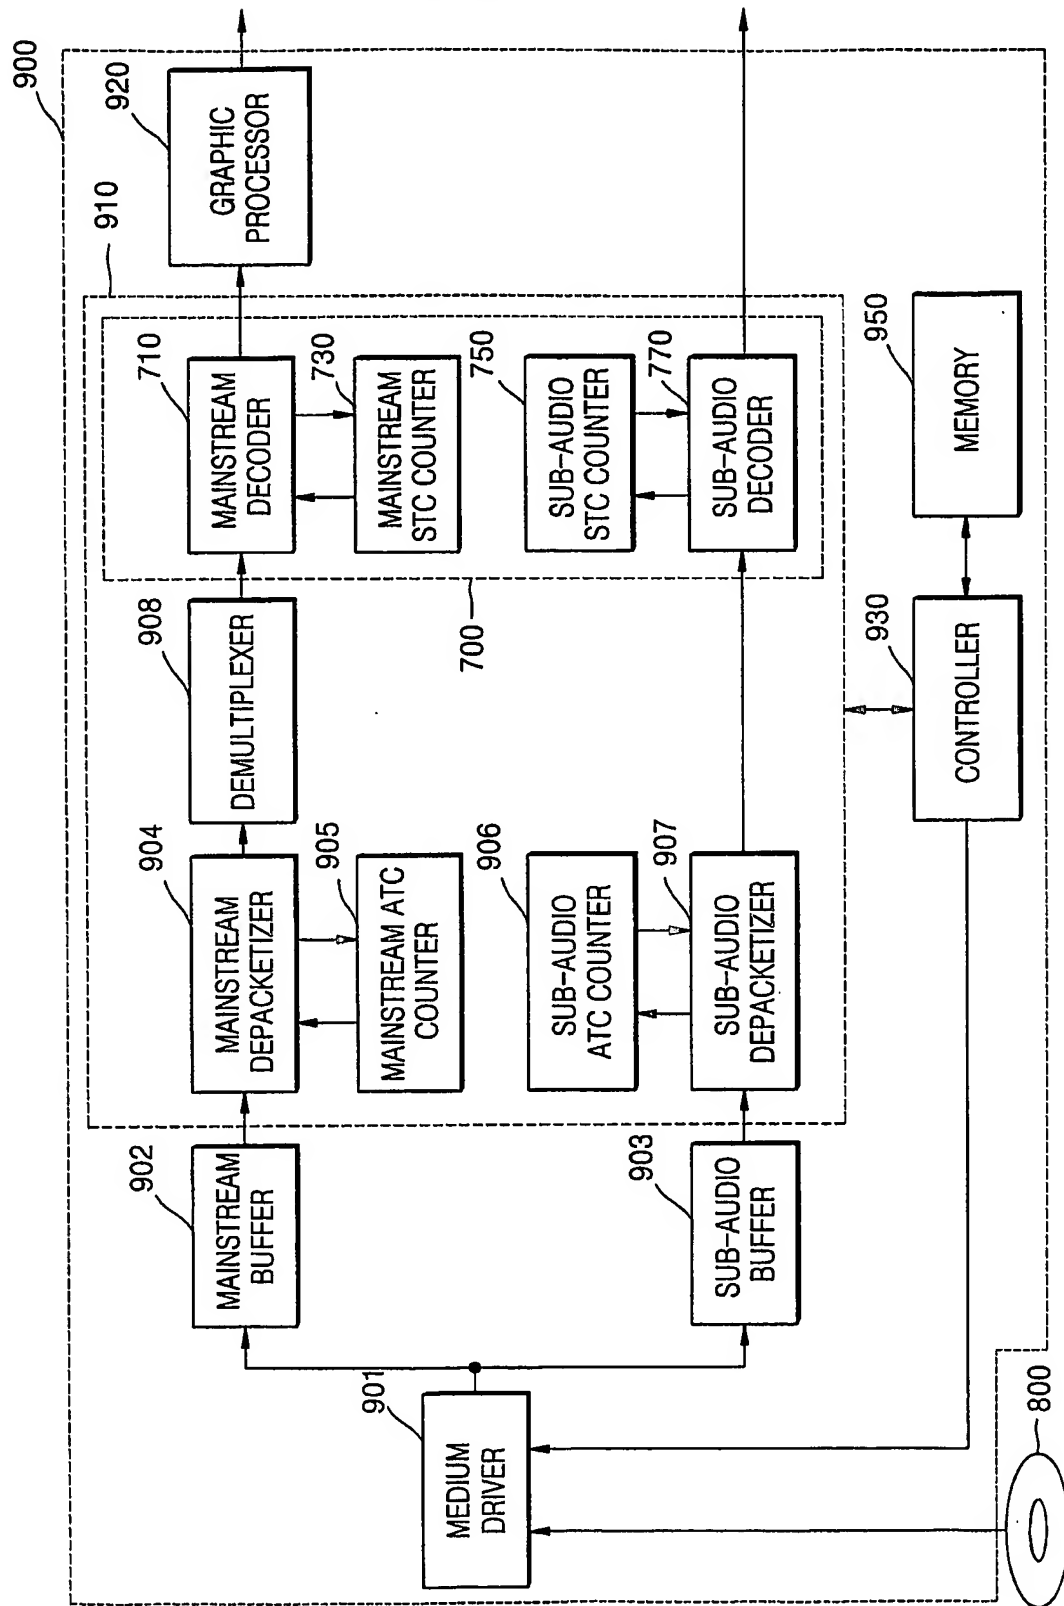 900
920
GRAPHIC
PROCESSOR
910
710
MAINSTREAM
DECODER
730
MAINSTREAM
STC COUNTER
750
SUB-AUDIO
STC COUNTER
770
SUB-AUDIO
DECODER
700
908
DEMULTIPLEXER
904
MAINSTREAM
DEPACKETIZER
905
MAINSTREAM ATC
COUNTER
906
SUB-AUDIO
ATC COUNTER
907
SUB-AUDIO
DEPACKETIZER
902
MAINSTREAM
BUFFER
903
SUB-AUDIO
BUFFER
901
MEDIUM
DRIVER
950
MEMORY
930
CONTROLLER
800